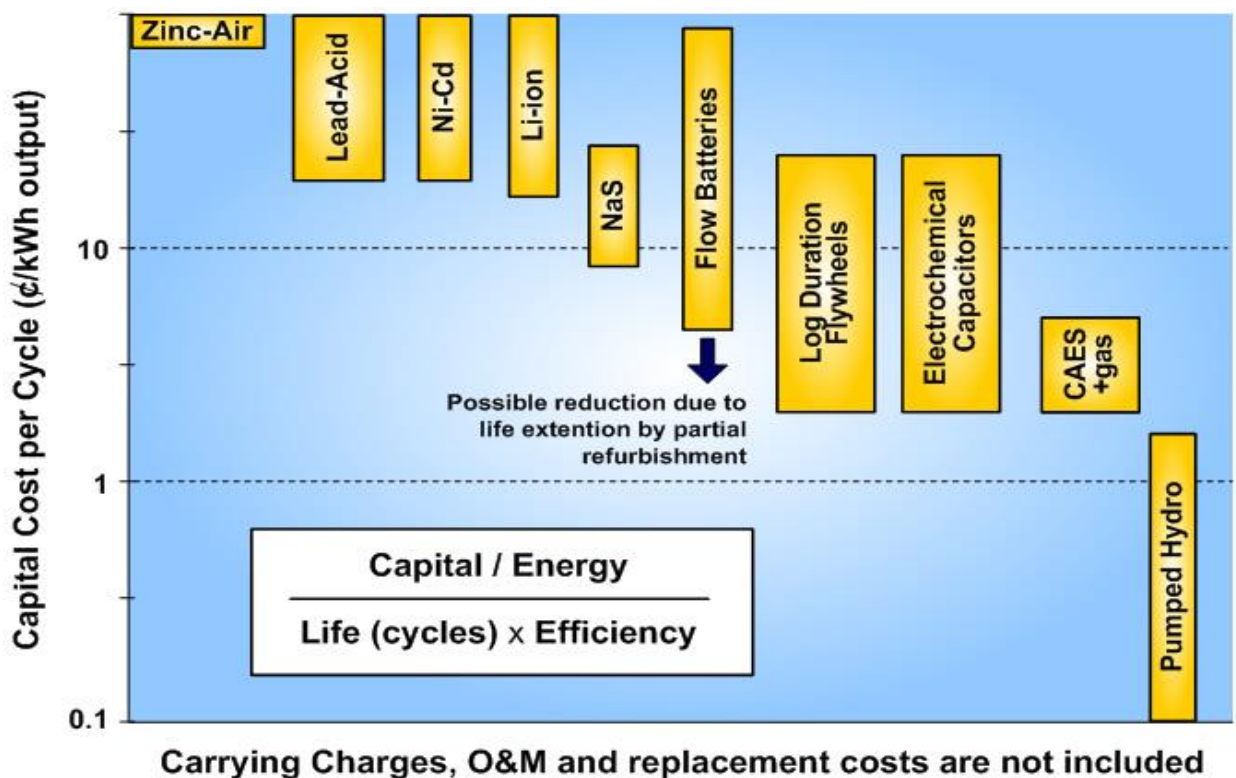 Capital Cost per Cycle (¢/kWh output)
10
1
0.1
Zinc-Air
Lead-Acid
Ni-Cd
Li-ion
NaS
Flow Batteries
Log Duration
Flywheels
Electrochemical
Capacitors
CAES
+gas
Pumped Hydro
Possible reduction due to
life extention by partial
refurbishment
Capital / Energy
Life (cycles) x Efficiency
Carrying Charges, O&M and replacement costs are not included